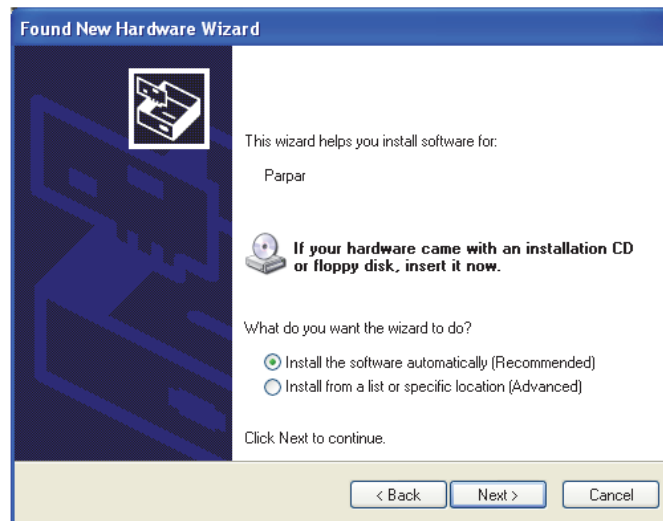 Found New Hardware Wizard
This wizard helps you install software for:
Parpar
If your hardware came with an installation CD
or floppy disk, insert it now.
What do you want the wizard to do?
Install the software automatically (Recommended)
Install from a list or specific location (Advanced)
Click Next to continue.
< Back Next > Cancel